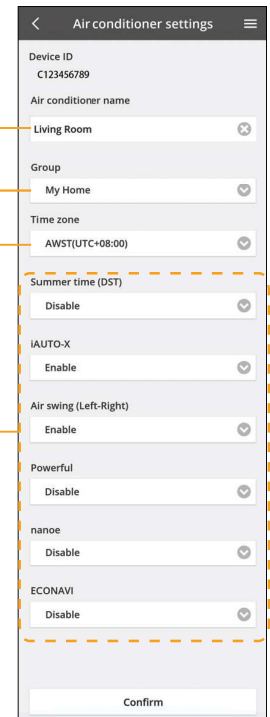 Air conditioner settings
Device ID
C123456789
Air conditioner name
Living Room
Group
My Home
Time zone
AWST(UTC+08:00)
Summer time (DST)
Disable
iAUTO-X
Enable
Air swing (Left-Right)
Enable
Powerful
Disable
nanoe
Disable
ECONAVI
Disable
Confirm